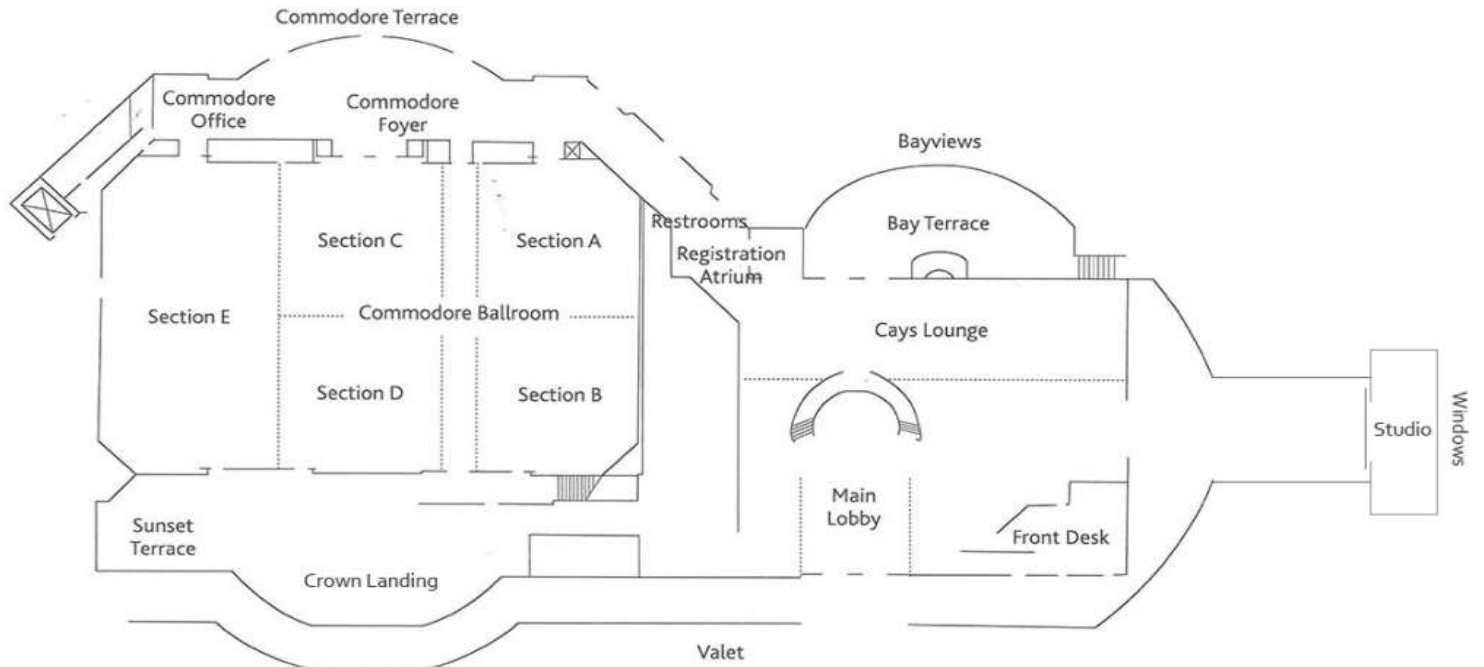 Commodore Terrace
Commodore
Office
Commodore
Foyer
Bayviews
Restrooms
Bay Terrace
Section C
Section A
Registration
Atrium
Section E
Commodore Ballroom
Cays Lounge
Section D
Section B
Studio
Windows
Main
Lobby
Sunset
Terrace
Front Desk
Crown Landing
Valet